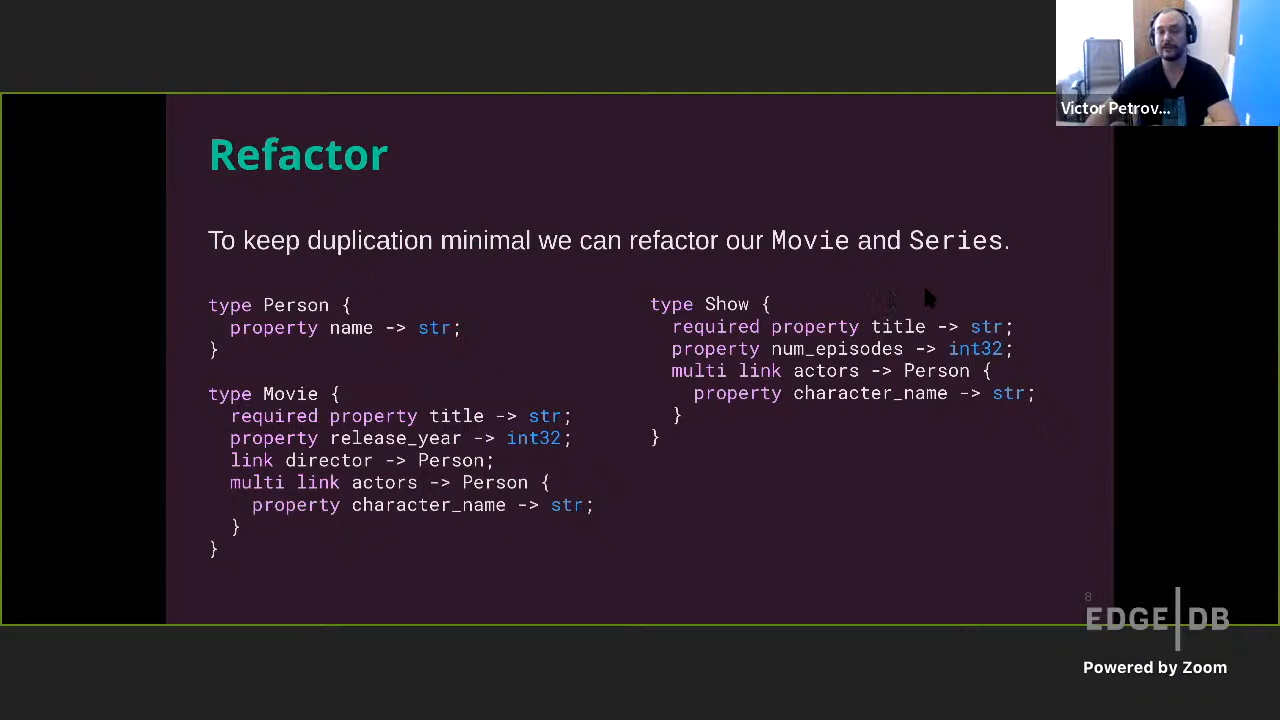 Victor Petrov...
Refactor
To keep duplication minimal we can refactor our Movie and Series.
type Person {
property name -> str;
}
type Movie {
required property title -> str;
property release_year -> int32;
link director -> Person;
multi link actors -> Person {
property character_name -> str;
}
}
type Show {
required property title -> str;
property num_episodes -> int32;
multi link actors -> Person {
property character_name -> str;
}
}
8
EDGE|DB
Powered by Zoom